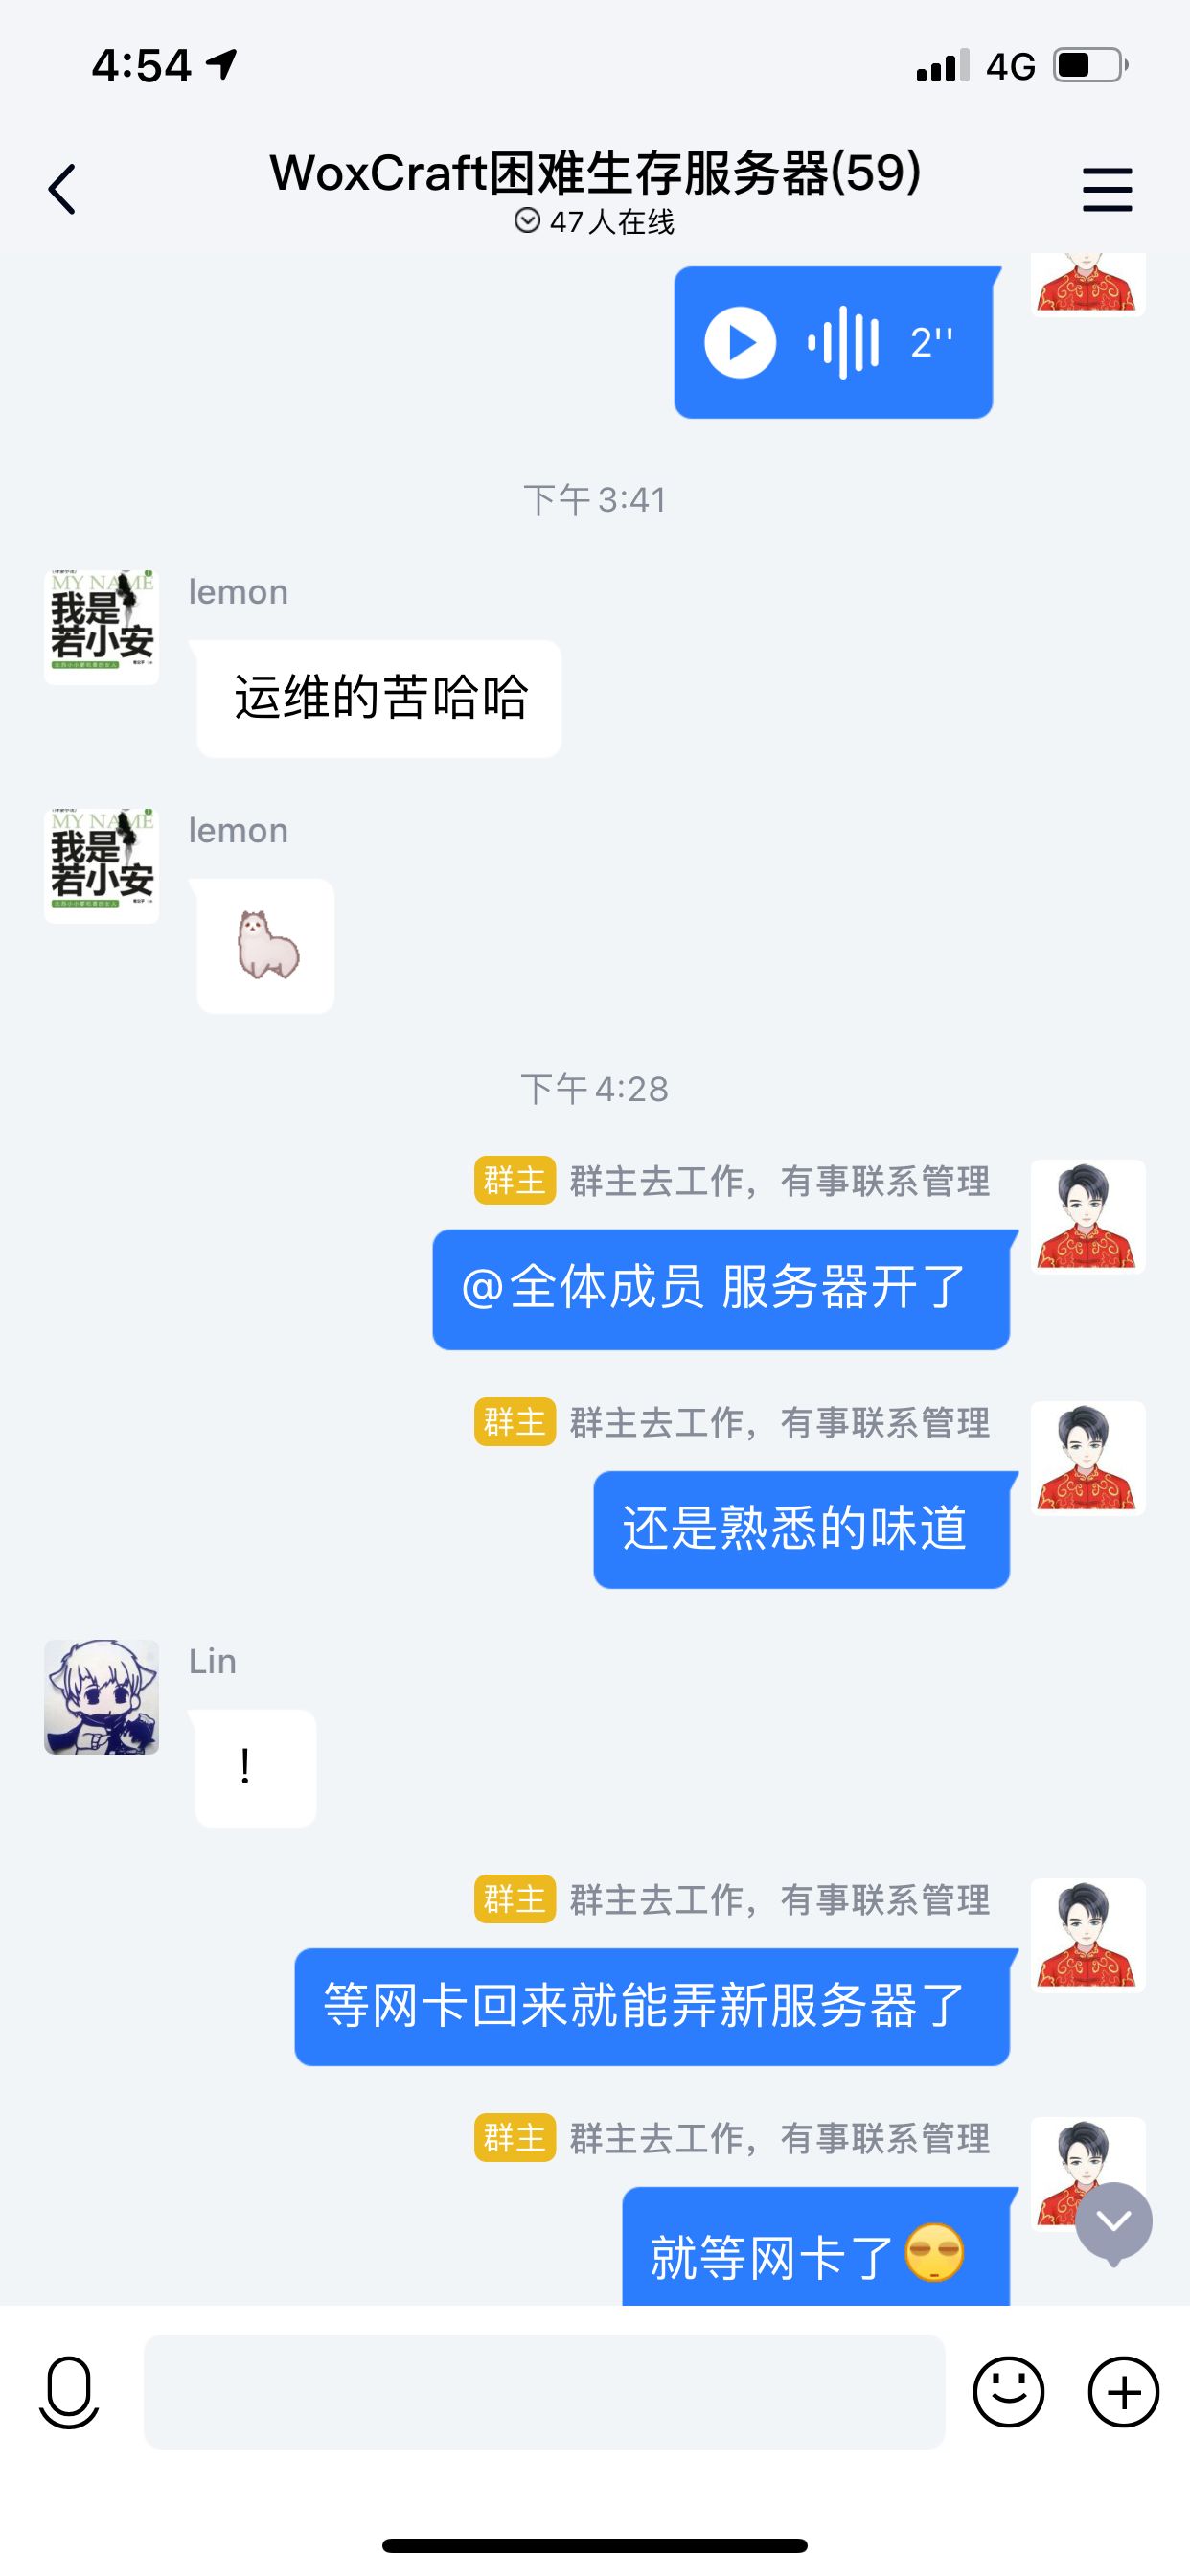 4:54
4G
WoxCraft困难生存服务器(59)
47人在线
2''
下午3:41
MY NAME
我是
若小安
lemon
运维的苦哈哈
MY NAME
我是
若小安
lemon
下午4:28
群主 群主去工作，有事联系管理
@全体成员 服务器开了
群主 群主去工作，有事联系管理
还是熟悉的味道
Lin
！
群主 群主去工作，有事联系管理
等网卡回来就能弄新服务器了
群主 群主去工作，有事联系管理
就等网卡了